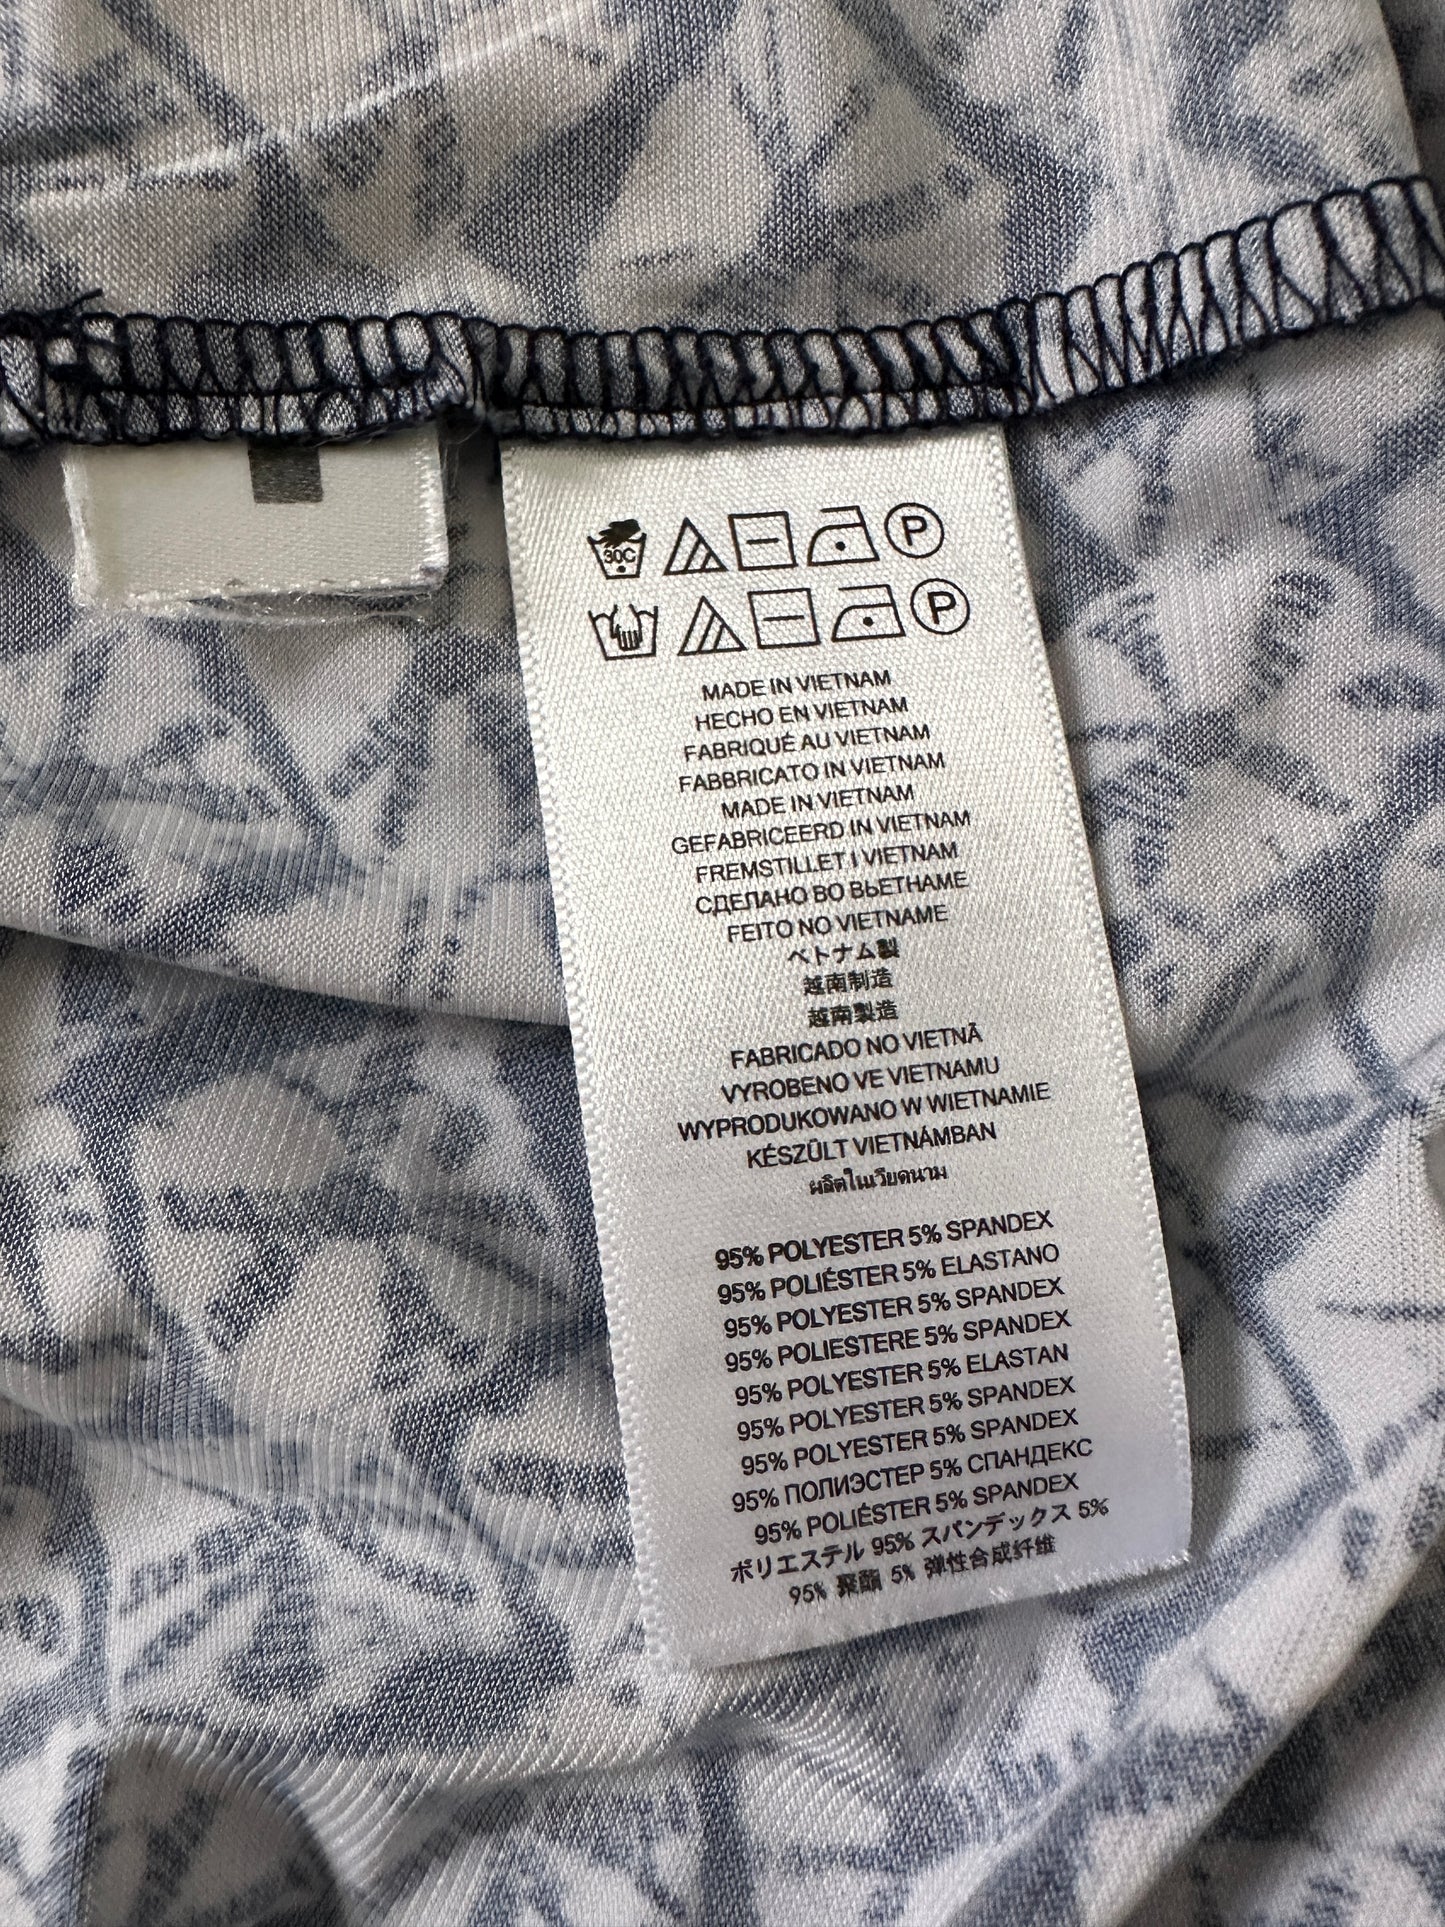 30C
P
P
MADE IN VIETNAM
HECHO EN VIETNAM
FABRIQUÉ AU VIETNAM
FABBRICATO IN VIETNAM
MADE IN VIETNAM
GEFABRICEERD IN VIETNAM
FREMSTILLET I VIETNAM
СДЕЛАНО ВО ВЬЕТНАМЕ
FEITO NO VIETNAME
ベトナム製
越南制造
越南製造
FABRICADO NO VIETNÃ
VYROBENO VE VIETNAMU
WYPRODUKOWANO W WIETNAMIE
KÉSZÜLT VIETNÁMBAN
ผลิตในเวียดนาม
95% POLYESTER 5% SPANDEX
95% POLIÉSTER 5% ELASTANO
95% POLYESTER 5% SPANDEX
95% POLIESTERE 5% SPANDEX
95% POLYESTER 5% ELASTAN
95% POLYESTER 5% SPANDEX
95% POLYESTER 5% SPANDEX
95% ПОЛИЭСТЕР 5% СПАНДЕКС
95% POLIÉSTER 5% SPANDEX
ポリエステル 95% スパンデックス 5%
95% 聚酯 5% 弹性合成纤维